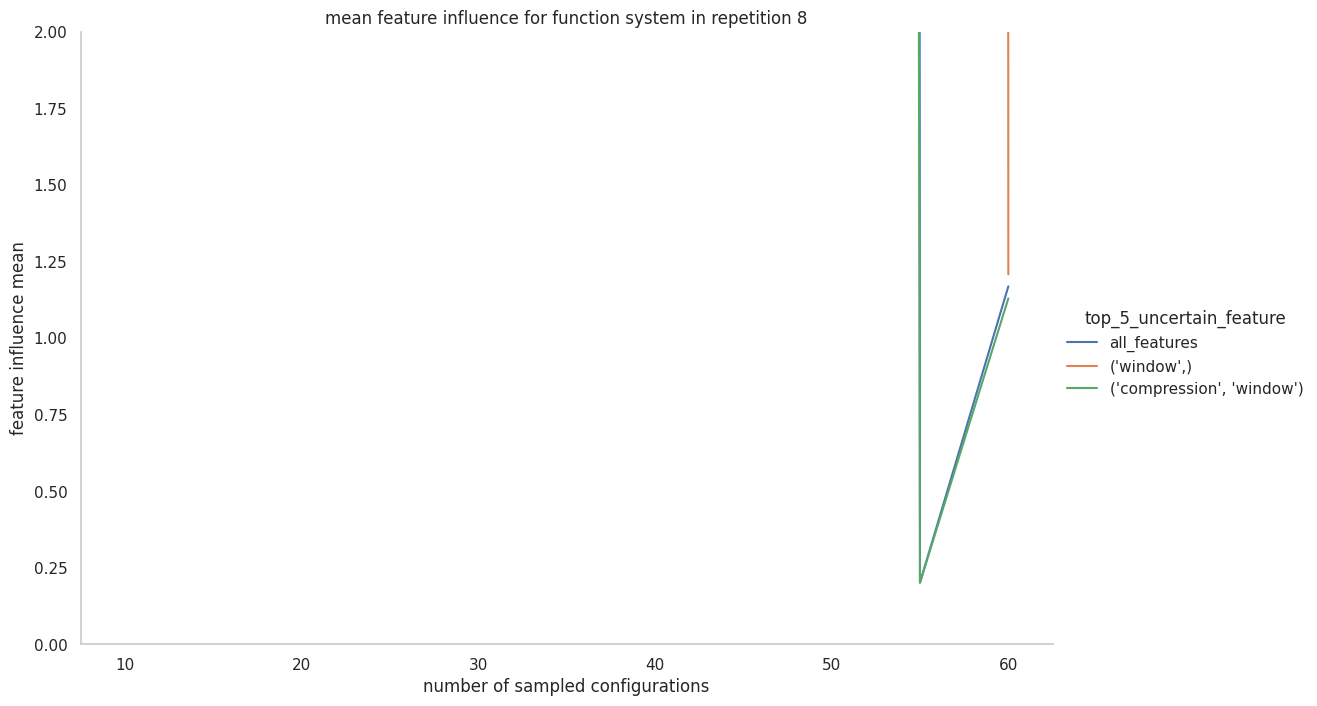 mean feature influence for function system in repetition 8
2.00
1.75
1.50
1.25
1.00
0.75
0.50
0.25
0.00
feature influence mean
10 20 30 40 50 60
number of sampled configurations
top_5_uncertain_feature
all_features
('window',)
('compression', 'window')